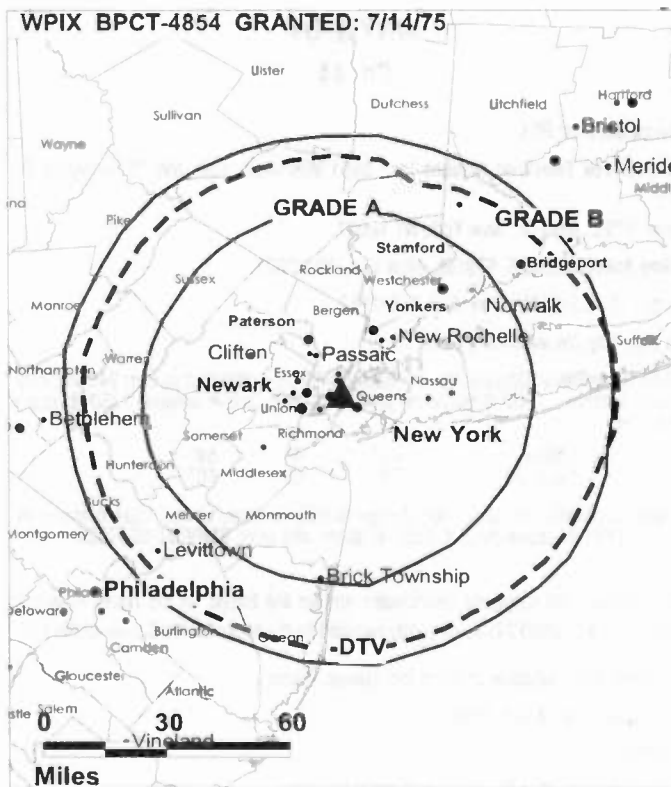 WPIX BPCT-4854 GRANTED: 7/14/75
Ulster
Sullivan
Dutchess
Litchfield
Hartford
Bristol
Wayne
Meride
Pike
GRADE A
GRADE B
Stamford
Bridgeport
Rockland
Westchester
Sussex
Norwalk
Monroe
Bergen
Yonkers
Paterson
New Rochelle
Suffolk
Clifton
Passaic
Warren
Northampton
Essex
Newark
Nassau
Queens
Union
Bethlehem
New York
Richmond
Somerset
Hunterdon
Middlesex
Bucks
Mercer
Monmouth
Montgomery
Levittown
Brick Township
Philadelphia
Delaware
Burlington
Ocean
DTV
Camden
Gloucester
Atlantic
Salem
0 30 60
Vineland
Miles